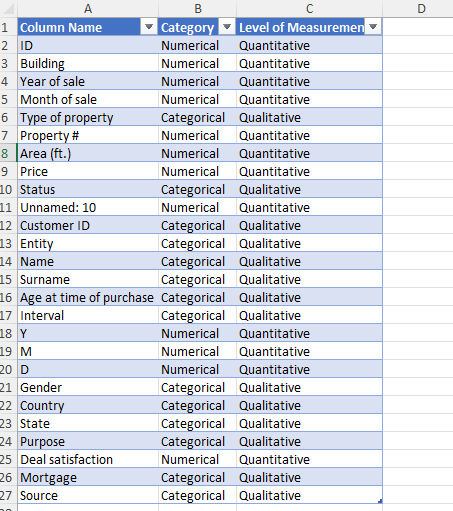 A B C D
1 Column Name Category Level of Measuremen
2 ID Numerical Quantitative
3 Building Numerical Quantitative
4 Year of sale Numerical Quantitative
5 Month of sale Numerical Quantitative
6 Type of property Categorical Qualitative
7 Property # Numerical Quantitative
8 Area (ft.) Numerical Quantitative
9 Price Numerical Quantitative
10 Status Categorical Qualitative
11 Unnamed: 10 Numerical Quantitative
12 Customer ID Categorical Qualitative
13 Entity Categorical Qualitative
14 Name Categorical Qualitative
15 Surname Categorical Qualitative
16 Age at time of purchase Categorical Qualitative
17 Interval Categorical Qualitative
18 Y Numerical Quantitative
19 M Numerical Quantitative
20 D Numerical Quantitative
21 Gender Categorical Qualitative
22 Country Categorical Qualitative
23 State Categorical Qualitative
24 Purpose Categorical Qualitative
25 Deal satisfaction Numerical Quantitative
26 Mortgage Categorical Qualitative
27 Source Categorical Qualitative